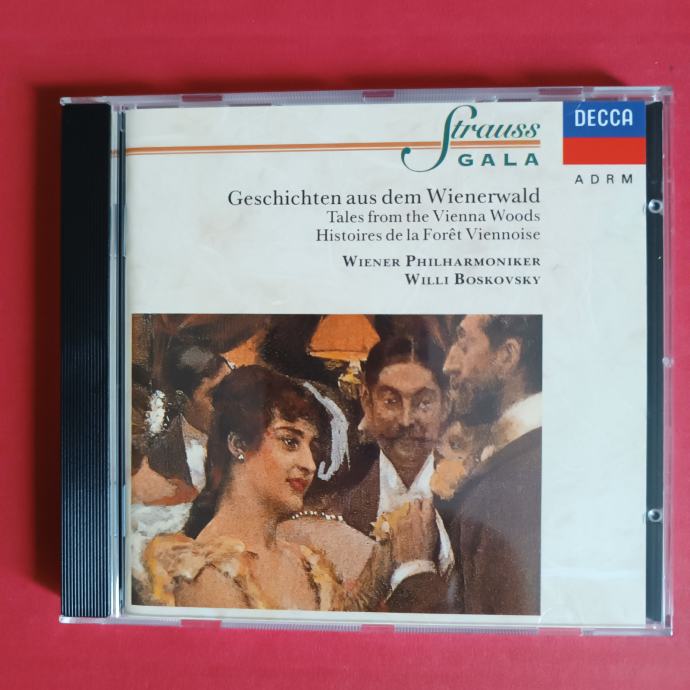 Strauss
GALA
DECCA
ADRM
Geschichten aus dem Wienerwald
Tales from the Vienna Woods
Histoires de la Forêt Viennoise
WIENER PHILHARMONIKER
WILLI BOSKOVSKY